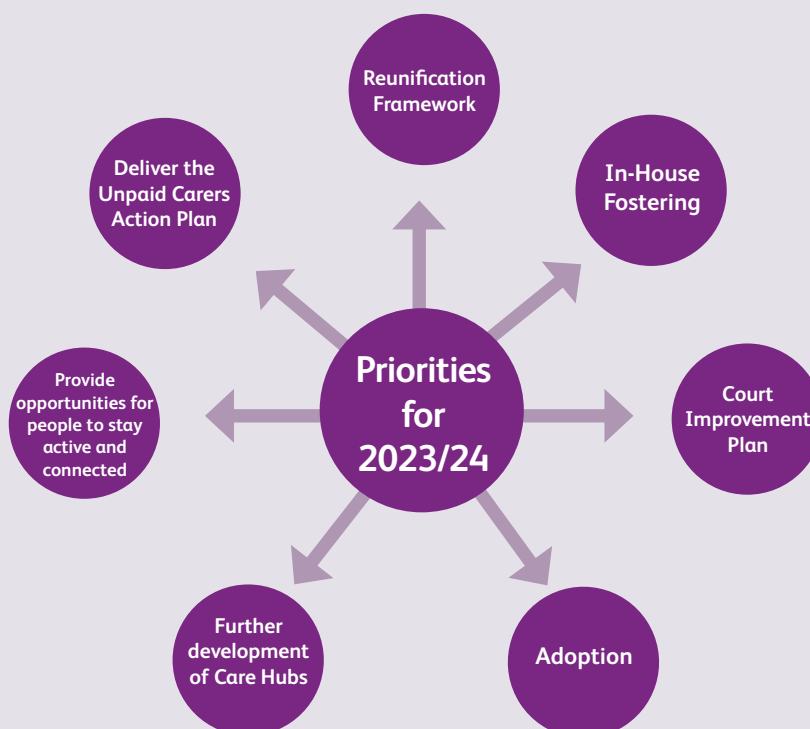 Priorities
for
2023/24
Reunification
Framework
In-House
Fostering
Court
Improvement
Plan
Adoption
Further
development
of Care Hubs
Provide
opportunities for
people to stay
active and
connected
Deliver the
Unpaid Carers
Action Plan